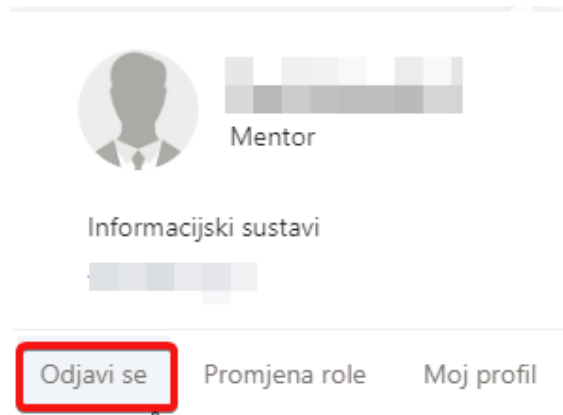 Mentor
Informacijski sustavi
Odjavi se Promjena role Moj profil